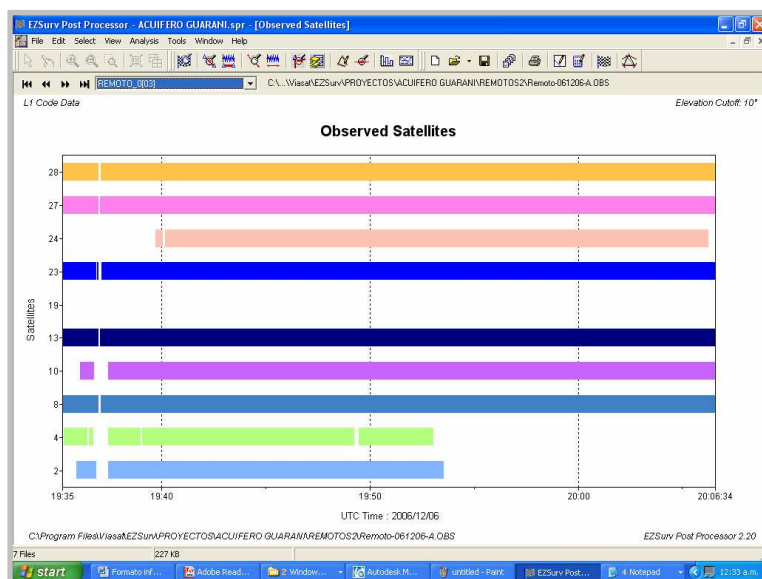 EZSurv Post Processor - ACUIFERO GUARANI.spr - [Observed Satellites]
File Edit Select View Analysis Tools Window Help
REMOTO_0[03] C:\...\Viasat\EZSurv\PROYECTOS\ACUIFERO GUARANI\REMOTOS2\Remoto-061206-A.OBS
L1 Code Data Elevation Cutoff: 10°
Observed Satellites
28
27
24
23
19
13
10
8
4
2
Satellites
19:35 19:40 19:50 20:00 20:06:34
UTC Time : 2006/12/06
C:\Program Files\Viasat\EZSurv\PROYECTOS\ACUIFERO GUARANI\REMOTOS2\Remoto-061206-A.OBS EZSurv Post Processor 2.20
7 Files 227 KB
start Formato inf... Adobe Read... 2 Window... Autodesk M... untitled - Paint EZSurv Post... 4 Notepad 12:33 a.m.